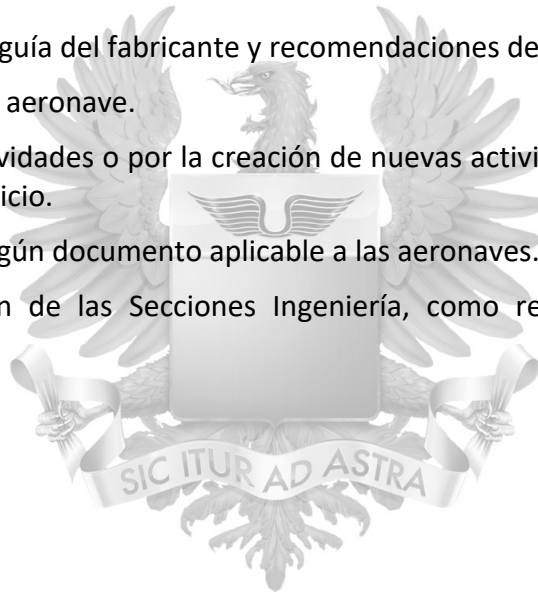 guía del fabricante y recomendaciones de
aeronave.
vidades o por la creación de nuevas activi
icio.
gún documento aplicable a las aeronaves.
n de las Secciones Ingeniería, como re
SIC ITUR AD ASTRA